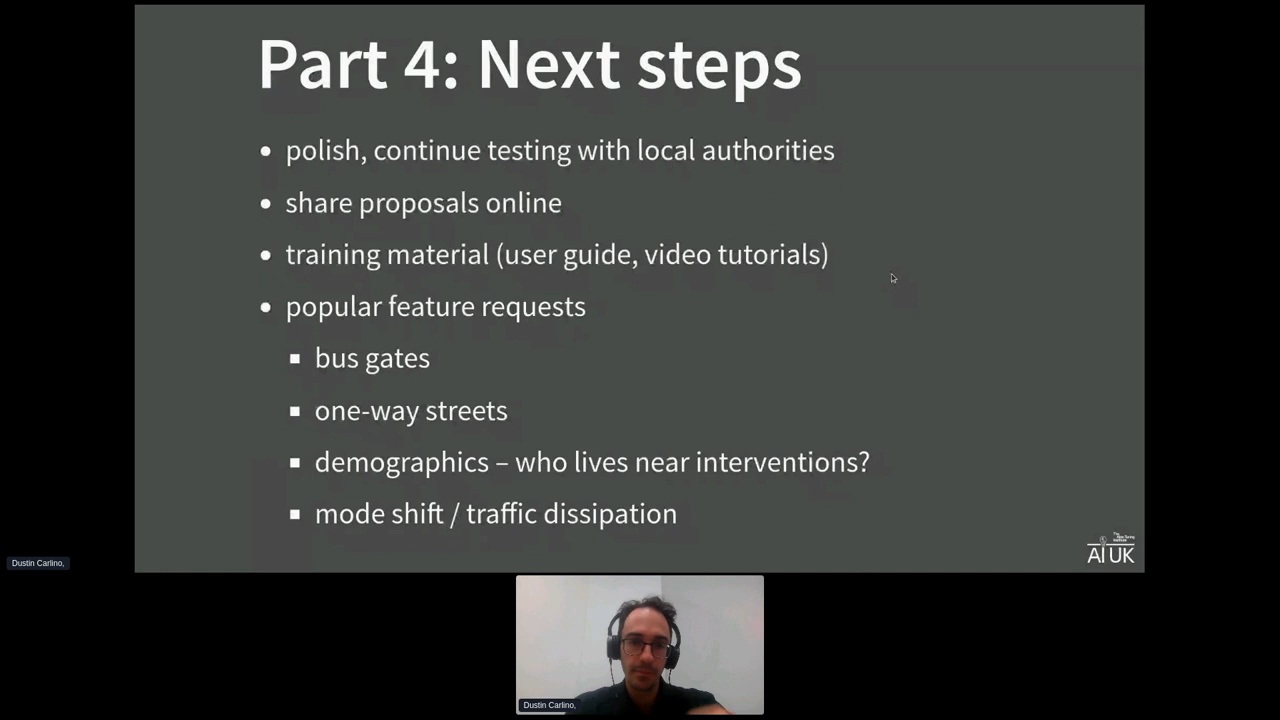 Part 4: Next steps
• polish, continue testing with local authorities
• share proposals online
• training material (user guide, video tutorials)
• popular feature requests
▪ bus gates
▪ one-way streets
▪ demographics – who lives near interventions?
▪ mode shift / traffic dissipation
AI UK
Dustin Carlino,
Dustin Carlino,